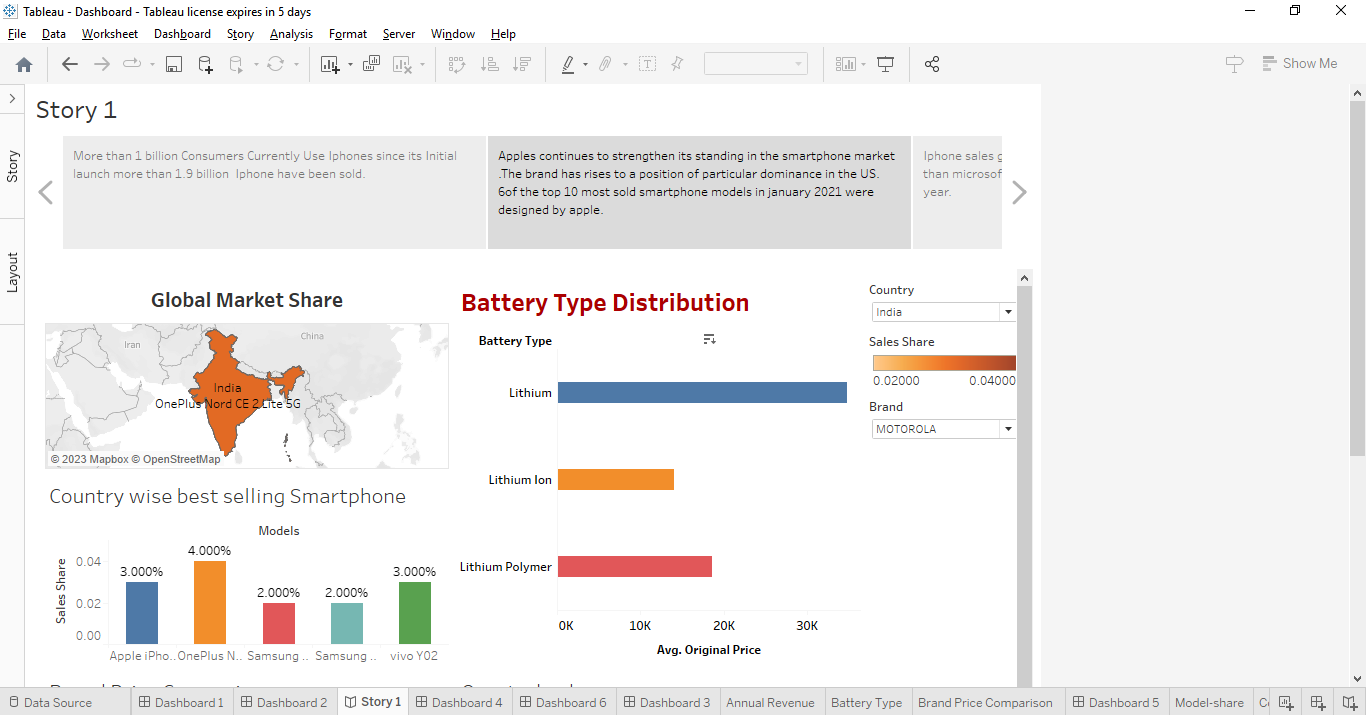 Tableau - Dashboard - Tableau license expires in 5 days
File Data Worksheet Dashboard Story Analysis Format Server Window Help
Show Me
Story
Layout
Story 1
More than 1 billion Consumers Currently Use Iphones since its Initial
launch more than 1.9 billion Iphone have been sold.
Apples continues to strengthen its standing in the smartphone market
.The brand has rises to a position of particular dominance in the US.
6of the top 10 most sold smartphone models in january 2021 were
designed by apple.
Iphone sales
than microsof
year.
Global Market Share
Iran
China
India
OnePlus Nord CE 2 Lite 5G
© 2023 Mapbox © OpenStreetMap
Country wise best selling Smartphone
Models
Sales Share
0.04
0.02
0.00
3.000%
4.000%
2.000%
2.000%
3.000%
Apple iPho..
OnePlus N..
Samsung ..
Samsung ..
vivo Y02
Battery Type Distribution
Battery Type
Lithium
Lithium Ion
Lithium Polymer
0K 10K 20K 30K
Avg. Original Price
Country
India
Sales Share
0.02000 0.04000
Brand
MOTOROLA
Data Source Dashboard 1 Dashboard 2 Story 1 Dashboard 4 Dashboard 6 Dashboard 3 Annual Revenue Battery Type Brand Price Comparison Dashboard 5 Model-share